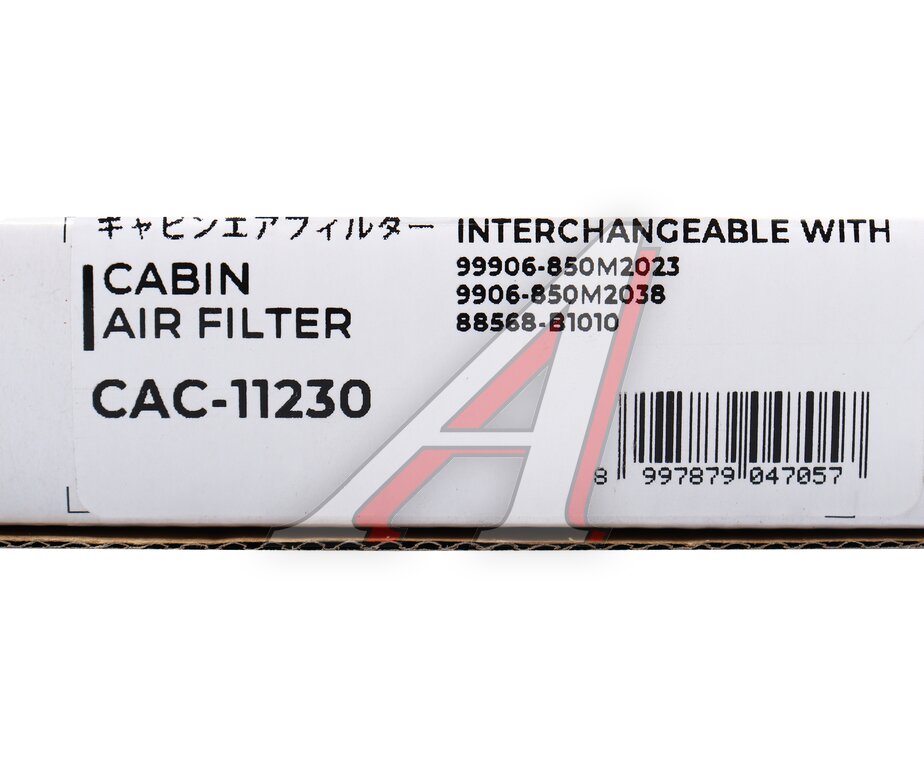 キャビンエアフィルター
CABIN
AIR FILTER
CAC-11230
INTERCHANGEABLE WITH
99906-850M2023
9906-850M2038
88568-B1010
8 997879 047057